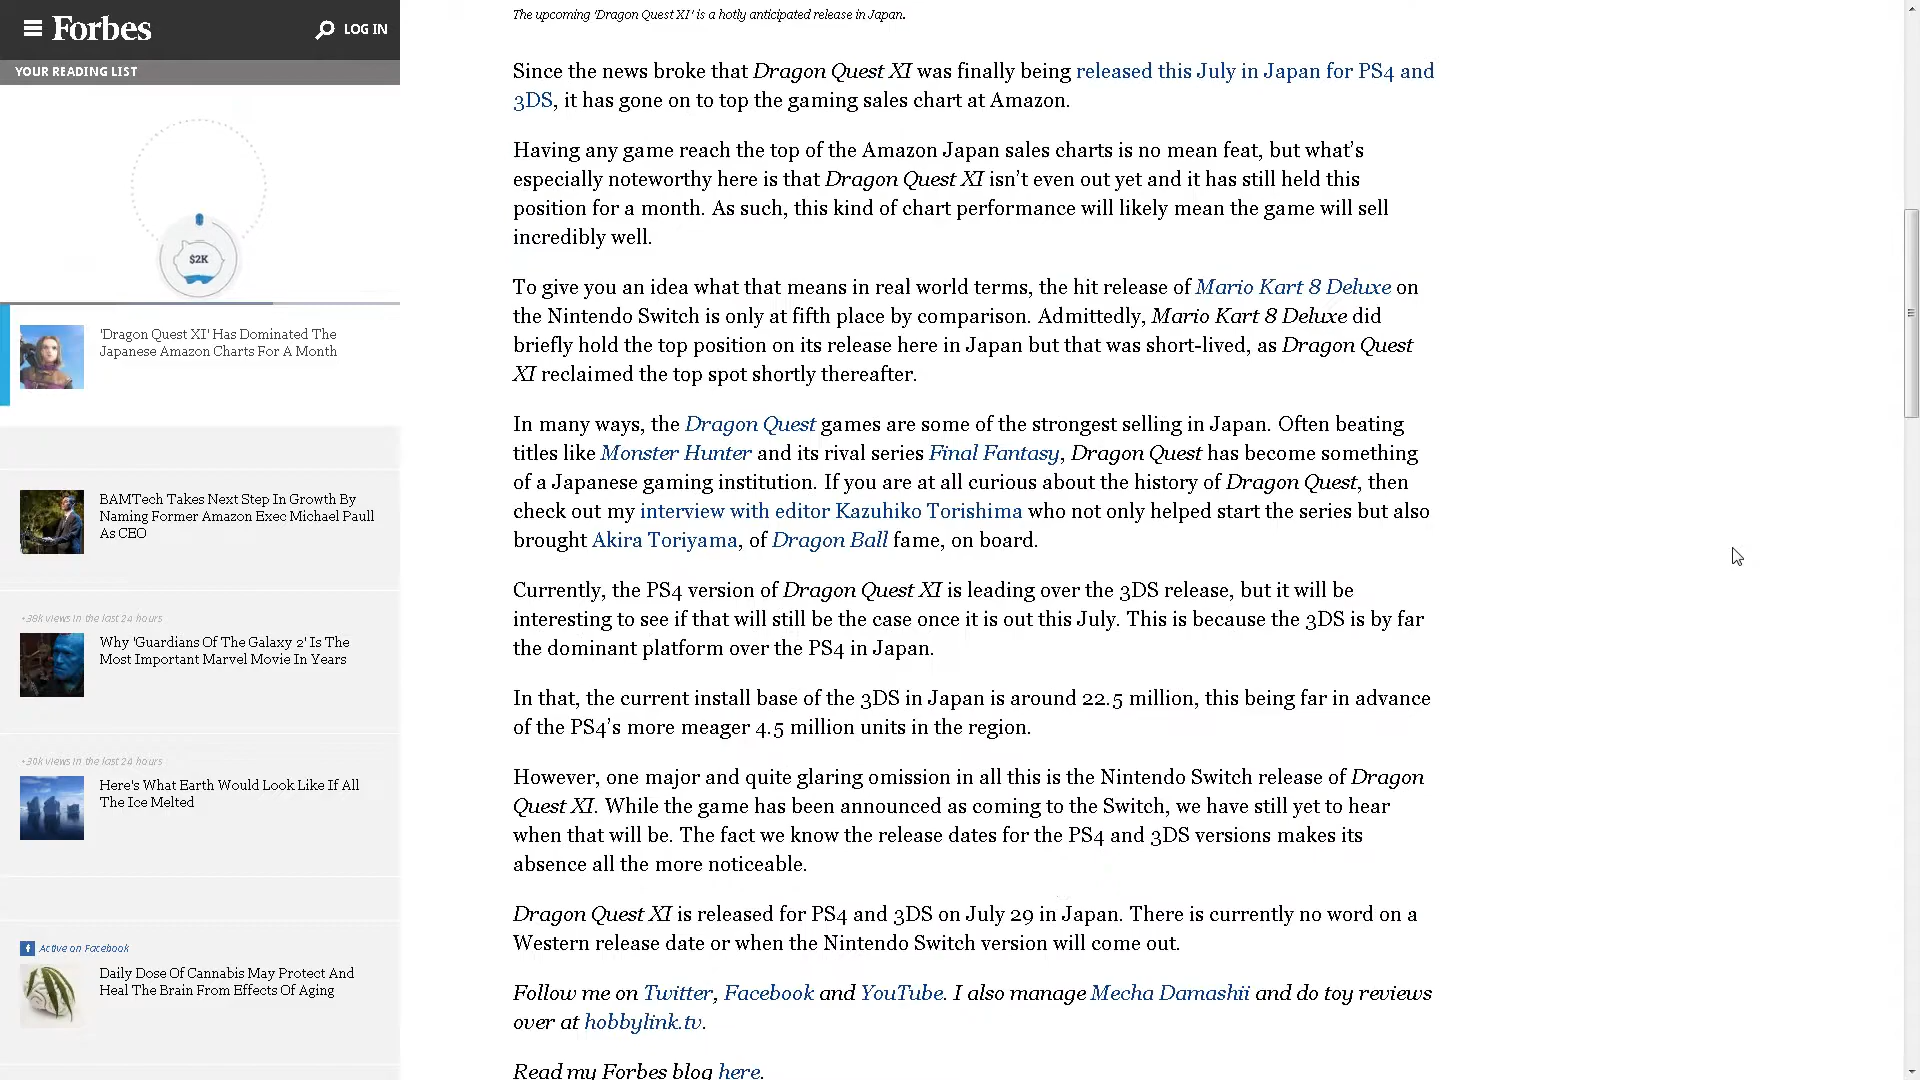 Forbes
LOG IN
YOUR READING LIST
$2K
'Dragon Quest XI' Has Dominated The
Japanese Amazon Charts For A Month
BAMTech Takes Next Step In Growth By
Naming Former Amazon Exec Michael Paull
As CEO
+38k views in the last 24 hours
Why 'Guardians Of The Galaxy 2' Is The
Most Important Marvel Movie In Years
+30k views in the last 24 hours
Here's What Earth Would Look Like If All
The Ice Melted
Active on Facebook
Daily Dose Of Cannabis May Protect And
Heal The Brain From Effects Of Aging
The upcoming 'Dragon Quest XI' is a hotly anticipated release in Japan.
Since the news broke that Dragon Quest XI was finally being released this July in Japan for PS4 and
3DS, it has gone on to top the gaming sales chart at Amazon.
Having any game reach the top of the Amazon Japan sales charts is no mean feat, but what's
especially noteworthy here is that Dragon Quest XI isn't even out yet and it has still held this
position for a month. As such, this kind of chart performance will likely mean the game will sell
incredibly well.
To give you an idea what that means in real world terms, the hit release of Mario Kart 8 Deluxe on
the Nintendo Switch is only at fifth place by comparison. Admittedly, Mario Kart 8 Deluxe did
briefly hold the top position on its release here in Japan but that was short-lived, as Dragon Quest
XI reclaimed the top spot shortly thereafter.
In many ways, the Dragon Quest games are some of the strongest selling in Japan. Often beating
titles like Monster Hunter and its rival series Final Fantasy, Dragon Quest has become something
of a Japanese gaming institution. If you are at all curious about the history of Dragon Quest, then
check out my interview with editor Kazuhiko Torishima who not only helped start the series but also
brought Akira Toriyama, of Dragon Ball fame, on board.
Currently, the PS4 version of Dragon Quest XI is leading over the 3DS release, but it will be
interesting to see if that will still be the case once it is out this July. This is because the 3DS is by far
the dominant platform over the PS4 in Japan.
In that, the current install base of the 3DS in Japan is around 22.5 million, this being far in advance
of the PS4's more meager 4.5 million units in the region.
However, one major and quite glaring omission in all this is the Nintendo Switch release of Dragon
Quest XI. While the game has been announced as coming to the Switch, we have still yet to hear
when that will be. The fact we know the release dates for the PS4 and 3DS versions makes its
absence all the more noticeable.
Dragon Quest XI is released for PS4 and 3DS on July 29 in Japan. There is currently no word on a
Western release date or when the Nintendo Switch version will come out.
Follow me on Twitter, Facebook and YouTube. I also manage Mecha Damashii and do toy reviews
over at hobbylink.tv.
Read my Forbes blog here.